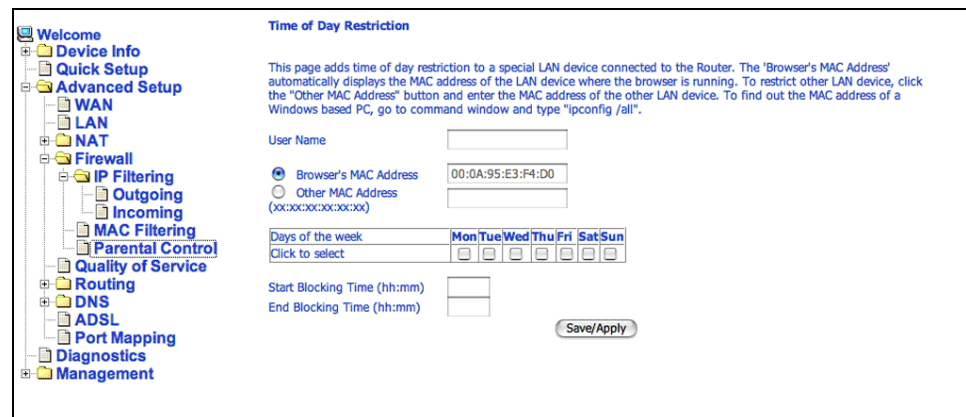 Welcome
Device Info
Quick Setup
Advanced Setup
WAN
LAN
NAT
Firewall
IP Filtering
Outgoing
Incoming
MAC Filtering
Parental Control
Quality of Service
Routing
DNS
ADSL
Port Mapping
Diagnostics
Management
Time of Day Restriction
This page adds time of day restriction to a special LAN device connected to the Router. The 'Browser's MAC Address'
automatically displays the MAC address of the LAN device where the browser is running. To restrict other LAN device, click
the "Other MAC Address" button and enter the MAC address of the other LAN device. To find out the MAC address of a
Windows based PC, go to command window and type "ipconfig /all".
User Name
Browser's MAC Address 00:0A:95:E3:F4:D0
Other MAC Address
(xx:xx:xx:xx:xx:xx)
Days of the week Mon Tue Wed Thu Fri Sat Sun
Click to select
Start Blocking Time (hh:mm)
End Blocking Time (hh:mm)
Save/Apply